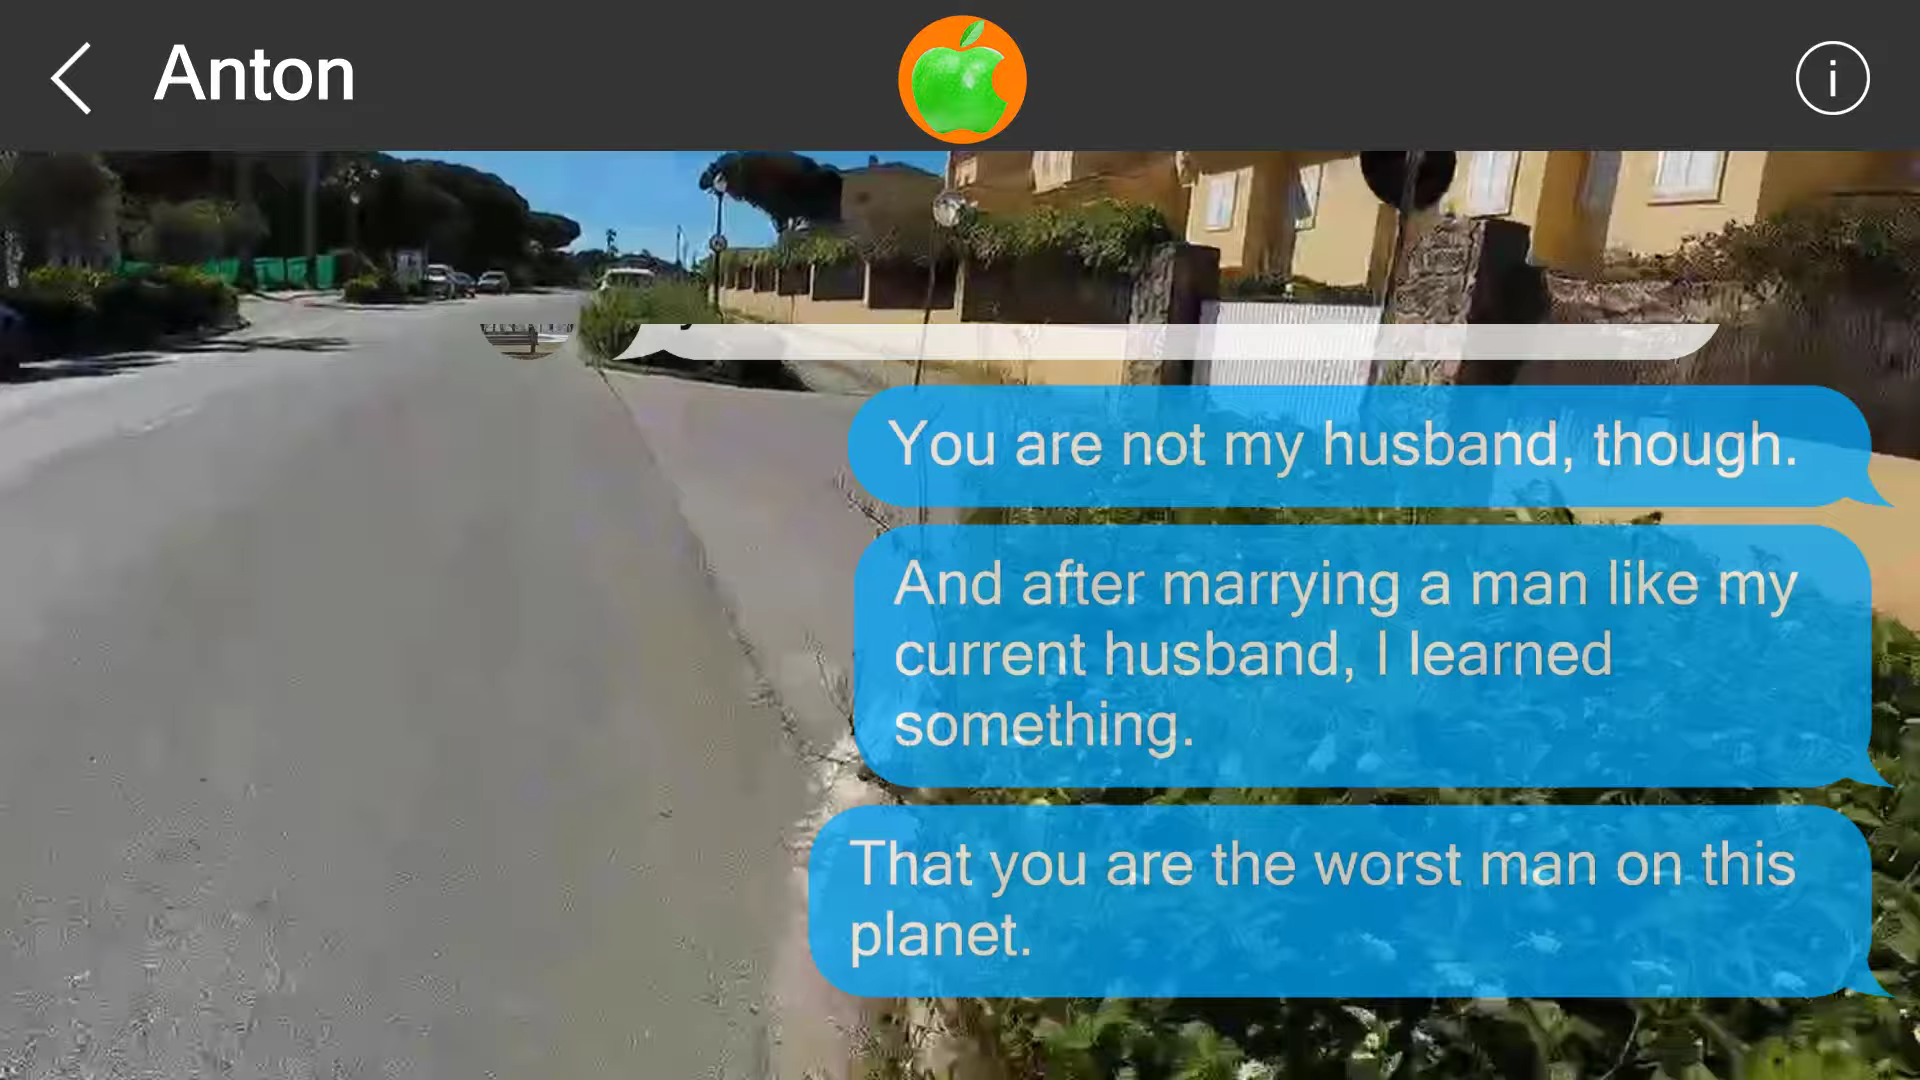 Anton
i
You are not my husband, though.
And after marrying a man like my
current husband, I learned
something.
That you are the worst man on this
planet.